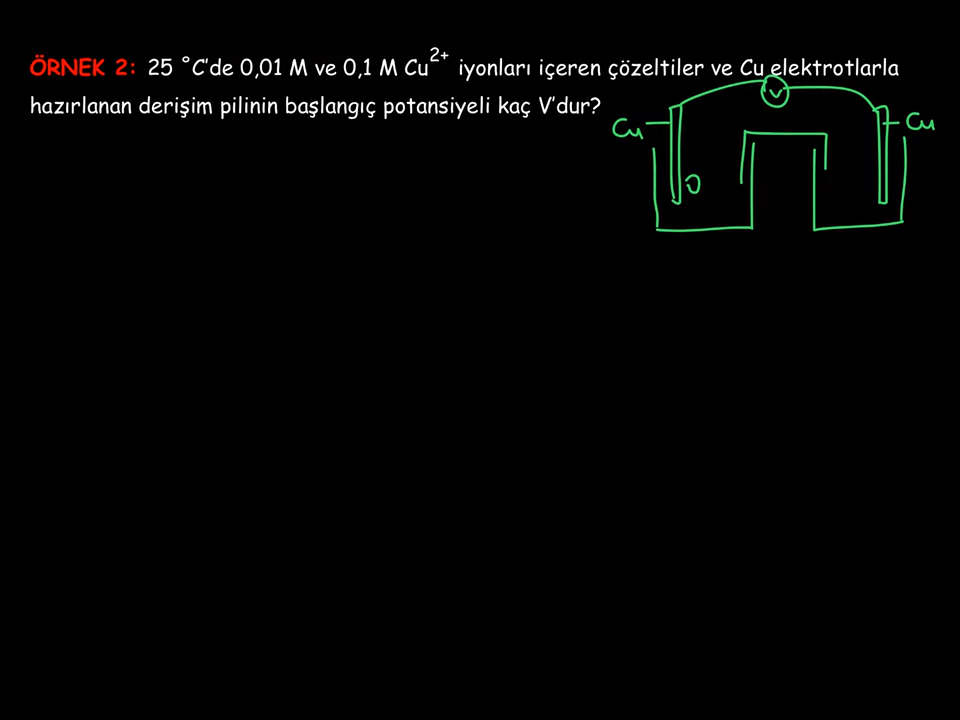 ÖRNEK 2: 25 ˚C'de 0,01 M ve 0,1 M Cu2+ iyonları içeren çözeltiler ve Cu elektrotlarla
hazırlanan derişim pilinin başlangıç potansiyeli kaç V'dur?
V
Cu
Cu
0